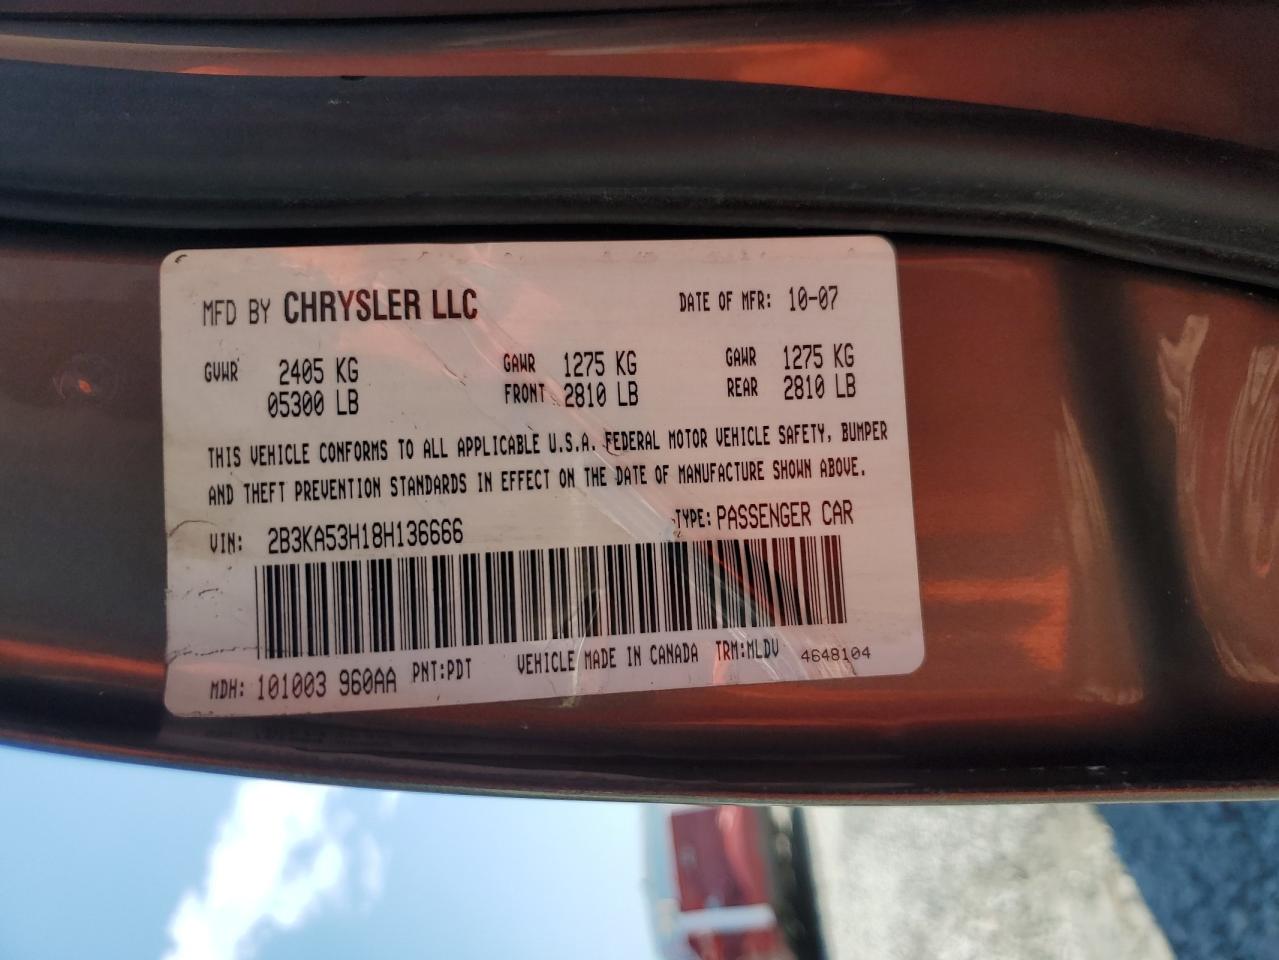 MFD BY CHRYSLER LLC DATE OF MFR: 10-07
GVWR 2405 KG GAWR 1275 KG GAWR 1275 KG
05300 LB FRONT 2810 LB REAR 2810 LB
THIS VEHICLE CONFORMS TO ALL APPLICABLE U.S.A. FEDERAL MOTOR VEHICLE SAFETY, BUMPER
AND THEFT PREVENTION STANDARDS IN EFFECT ON THE DATE OF MANUFACTURE SHOWN ABOVE.
VIN: 2B3KA53H18H136666 TYPE: PASSENGER CAR
MDH: 101003 960AA PNT:PDT VEHICLE MADE IN CANADA TRM:MLDV 4648104